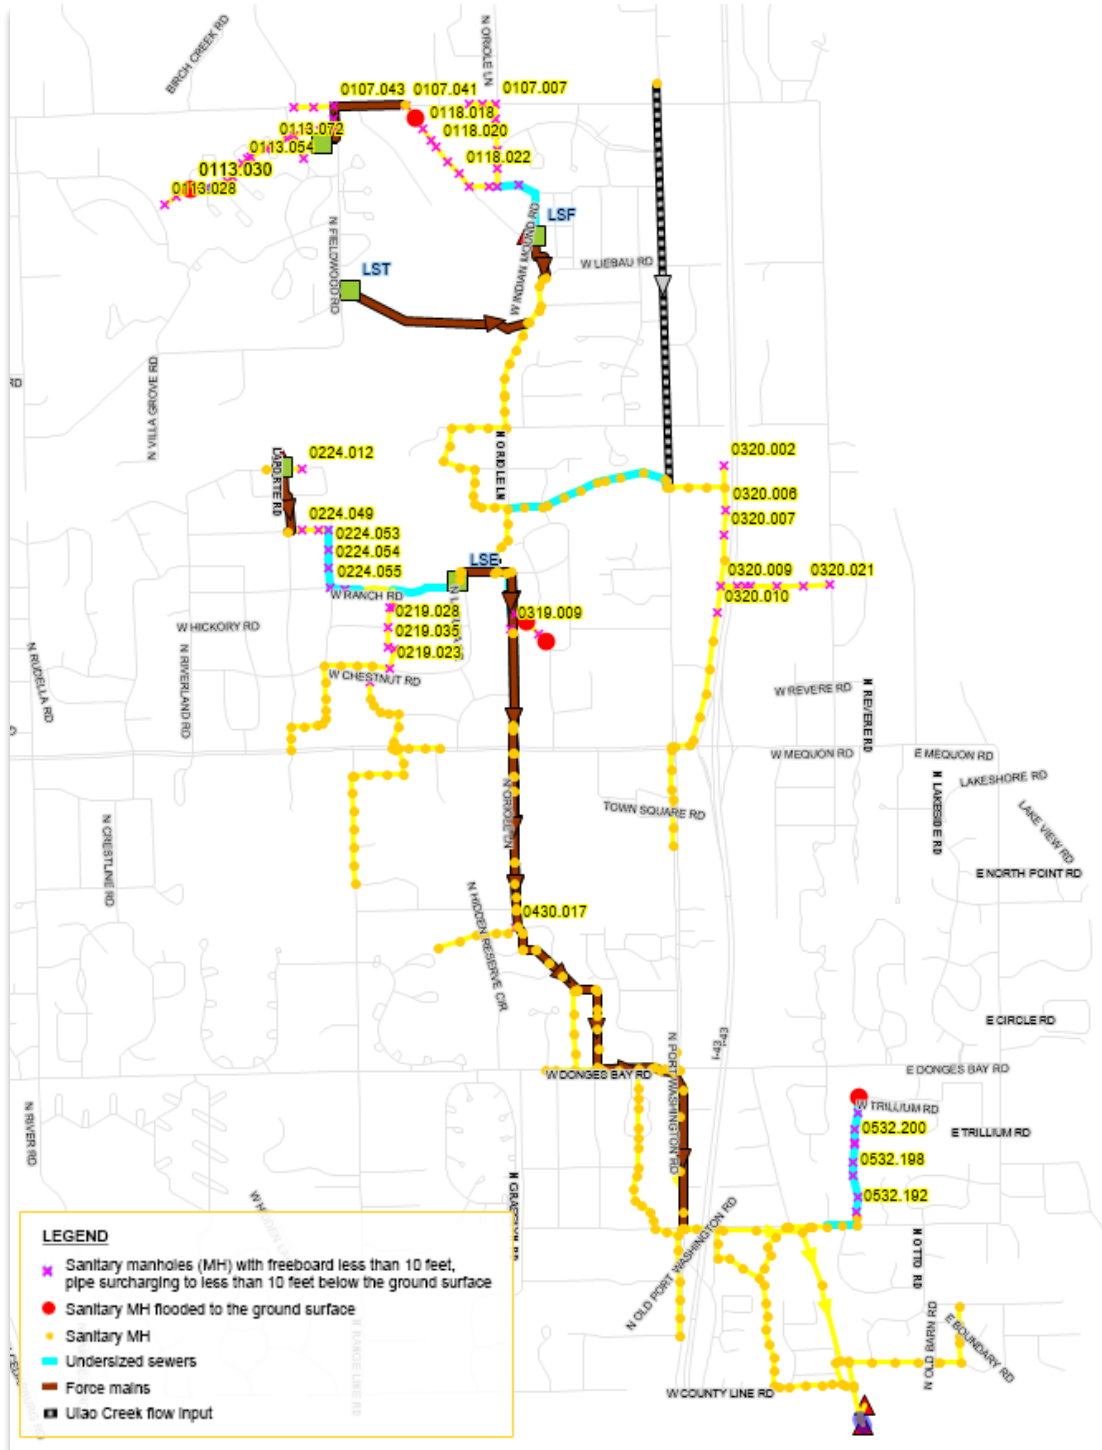 BIRCH CREEK RD
N ORIOLE LN
0107.043
0107.041
0107.007
0118.018
0113.072
0118.020
0113.054
0118.022
0113.030
0113.028
N FIELDWOOD RD
LSF
W LIEBAU RD
LST
RD
N VILLA GROVE RD
N ORIOLE LN
0224.012
LAPORTE RD
0320.002
0320.006
0224.049
0320.007
0224.053
0224.054
LSE
0224.055
0320.009
0320.021
W RANCH RD
0320.010
0219.028
0319.009
W HICKORY RD
0219.035
0219.023
N RUDELLA RD
N RIVERLAND RD
W CHESTNUT RD
W REVERE RD
N REVERE RD
W MEQUON RD
E MEQUON RD
N LAKESIDE RD
LAKESHORE RD
TOWN SQUARE RD
LAKE VIEW RD
N ORIOLE LN
N CRESTLINE RD
E NORTH POINT RD
0430.017
N HIDDEN RESERVE CIR
E CIRCLE RD
I-43
N PORT WASHINGTON RD
W DONGES BAY RD
E DONGES BAY RD
W TRILLIUM RD
N RIVER RD
0532.200
E TRILLIUM RD
0532.198
0532.192
N OLD PORT WASHINGTON RD
N OTTO RD
N OLD BARN RD
E BOUNDARY RD
W COUNTY LINE RD
N RANGE LINE RD
LEGEND
Sanitary manholes (MH) with freeboard less than 10 feet,
pipe surcharging to less than 10 feet below the ground surface
Sanitary MH flooded to the ground surface
Sanitary MH
Undersized sewers
Force mains
Ulao Creek flow input